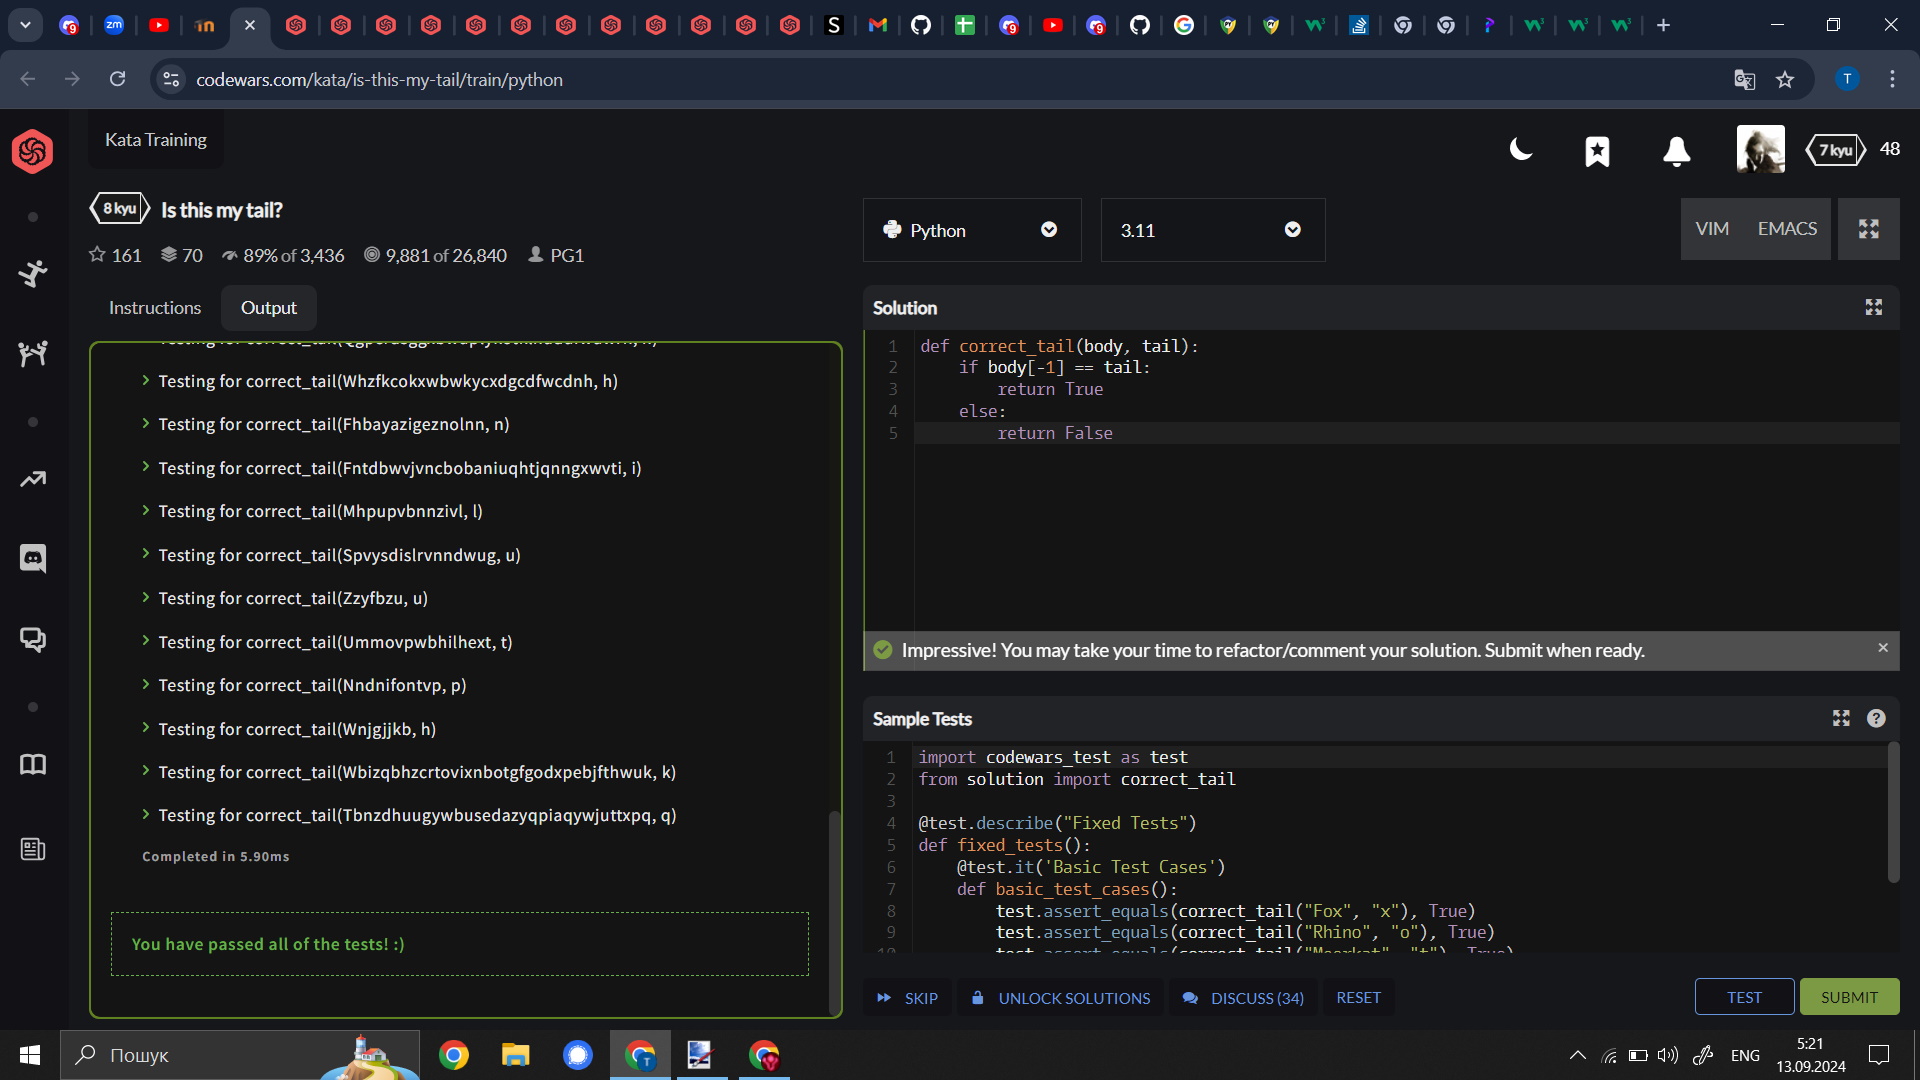 codewars.com/kata/is-this-my-tail/train/python
T
Kata Training
7 kyu
48
8 kyu
Is this my tail?
161
70
89% of 3,436
9,881 of 26,840
PG1
Python
3.11
VIM
EMACS
Instructions
Output
Testing for correct_tail(Whzfkcokxwbwkycxdgcdfwcdnh, h)
Testing for correct_tail(Fhbayazigeznolnn, n)
Testing for correct_tail(Fntdbwvjvncbobaniuqhtjqnngxwvti, i)
Testing for correct_tail(Mhpupvbnnzivl, l)
Testing for correct_tail(Spvysdislrvnndwug, u)
Testing for correct_tail(Zzyfbzu, u)
Testing for correct_tail(Ummovpwbhilhext, t)
Testing for correct_tail(Nndnifontvp, p)
Testing for correct_tail(Wnjgjjkb, h)
Testing for correct_tail(Wbizqbhzcrtovixnbotgfgodxpebjfthwuk, k)
Testing for correct_tail(Tbnzdhuugywbusedazyqpiaqywjuttxpq, q)
Completed in 5.90ms
You have passed all of the tests! :)
Solution
1 def correct_tail(body, tail):
2 if body[-1] == tail:
3 return True
4 else:
5 return False
Impressive! You may take your time to refactor/comment your solution. Submit when ready.
Sample Tests
1 import codewars_test as test
2 from solution import correct_tail
3
4 @test.describe("Fixed Tests")
5 def fixed_tests():
6 @test.it('Basic Test Cases')
7 def basic_test_cases():
8 test.assert_equals(correct_tail("Fox", "x"), True)
9 test.assert_equals(correct_tail("Rhino", "o"), True)
10 test.assert_equals(correct_tail("Meerkat", "t"), True)
SKIP
UNLOCK SOLUTIONS
DISCUSS (34)
RESET
TEST
SUBMIT
Пошук
ENG
5:21
13.09.2024